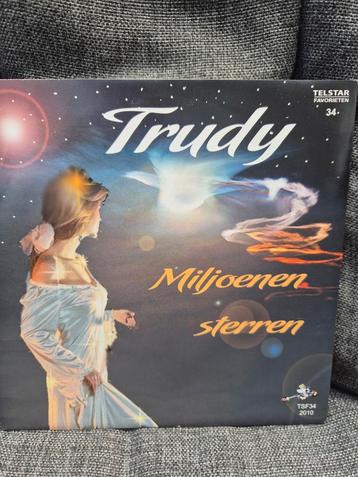 TELSTAR
FAVORIETEN
34
Trudy
Miljoenen
sterren
TSF34
2010